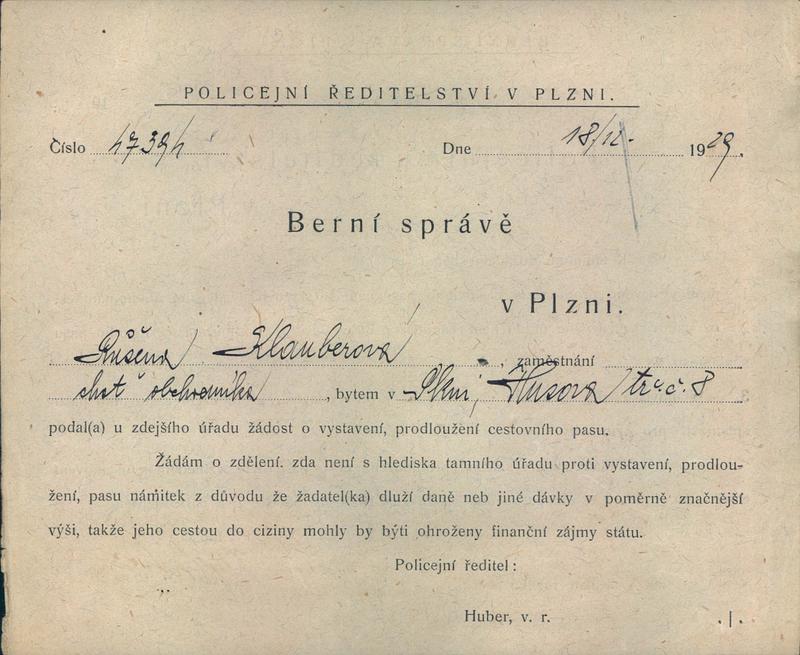 POLICEJNÍ ŘEDITELSTVÍ V PLZNI.
Číslo 47394 Dne 18/12 1929.
Berní správě
v Plzni.
Růžena Klauberová, zaměstnání
choť obchodníka, bytem v Plzni, Husova tř. č. 8
podal(a) u zdejšího úřadu žádost o vystavení, prodloužení cestovního pasu.
Žádám o zdělení. zda není s hlediska tamního úřadu proti vystavení, prodlou-
žení, pasu námitek z důvodu že žadatel(ka) dluží daně neb jiné dávky v poměrně značnější
výši, takže jeho cestou do ciziny mohly by býti ohroženy finanční zájmy státu.
Policejní ředitel:
Huber, v. r.